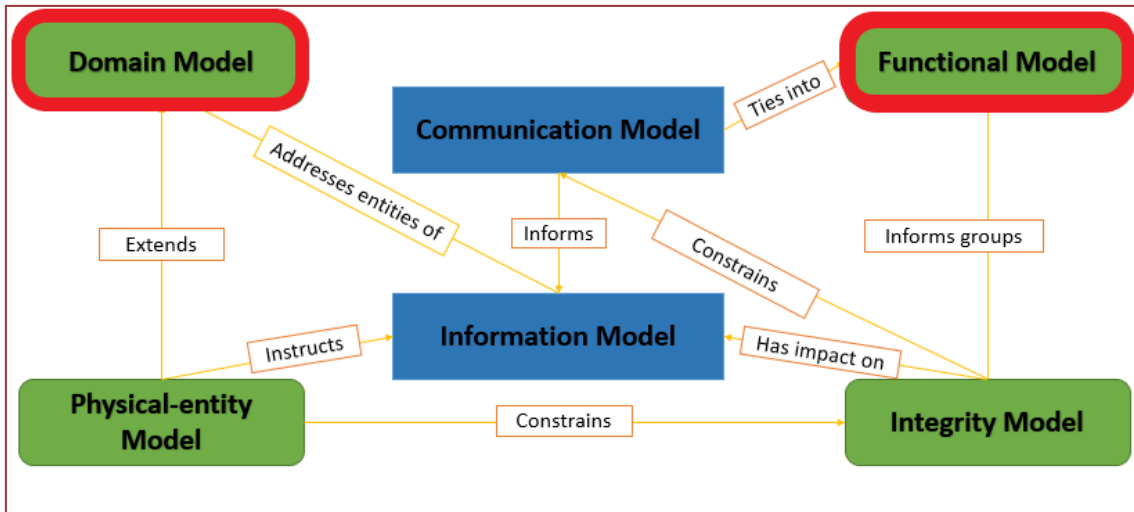 Domain Model
Functional Model
Ties into
Communication Model
Addresses entities of
Extends
Informs
Constrains
Informs groups
Information Model
Instructs
Has impact on
Physical-entity
Model
Constrains
Integrity Model